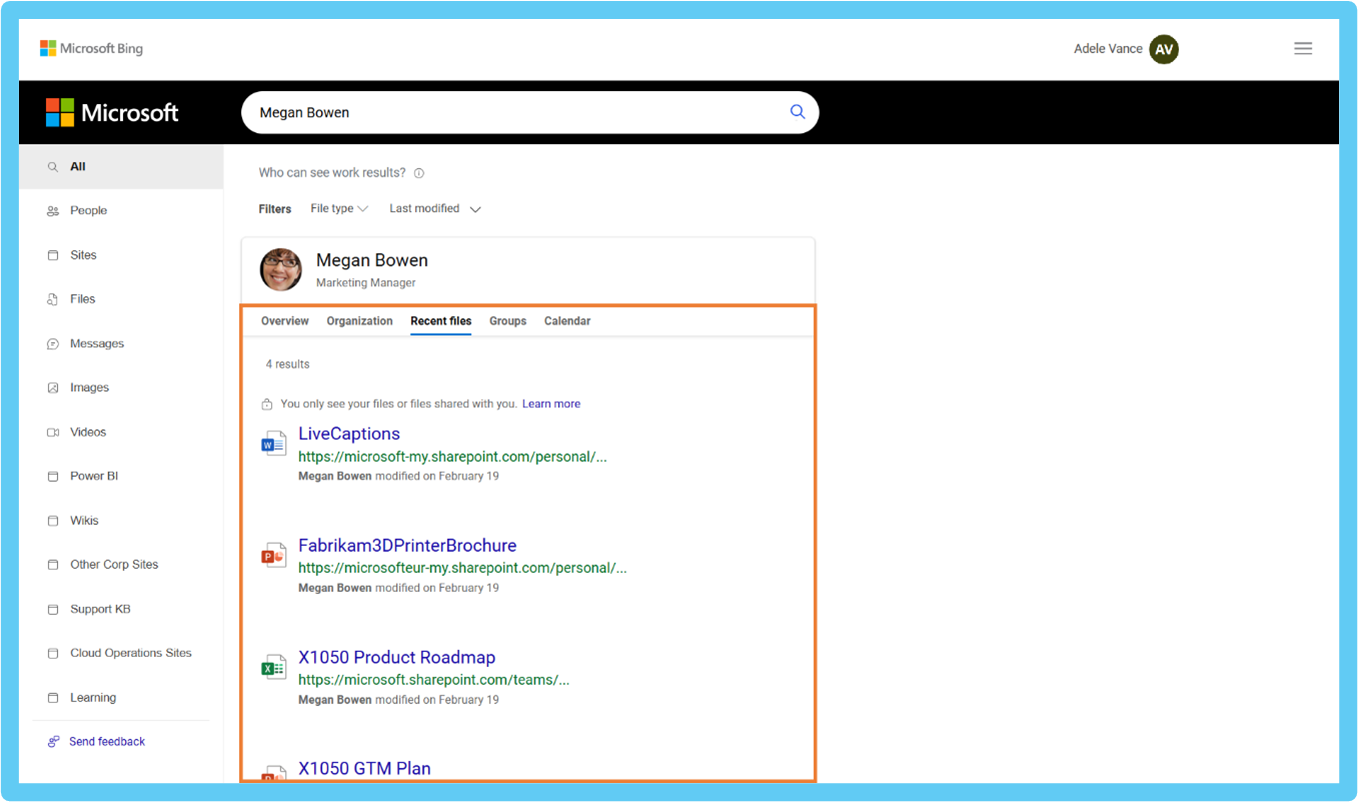 Microsoft Bing
Adele Vance AV
Microsoft
Megan Bowen
All
People
Sites
Files
Messages
Images
Videos
Power BI
Wikis
Other Corp Sites
Support KB
Cloud Operations Sites
Learning
Send feedback
Who can see work results?
Filters File type Last modified
Megan Bowen
Marketing Manager
Overview Organization Recent files Groups Calendar
4 results
You only see your files or files shared with you. Learn more
LiveCaptions
https://microsoft-my.sharepoint.com/personal/...
Megan Bowen modified on February 19
Fabrikam3DPrinterBrochure
https://microsofteur-my.sharepoint.com/personal/...
Megan Bowen modified on February 19
X1050 Product Roadmap
https://microsoft.sharepoint.com/teams/...
Megan Bowen modified on February 19
X1050 GTM Plan